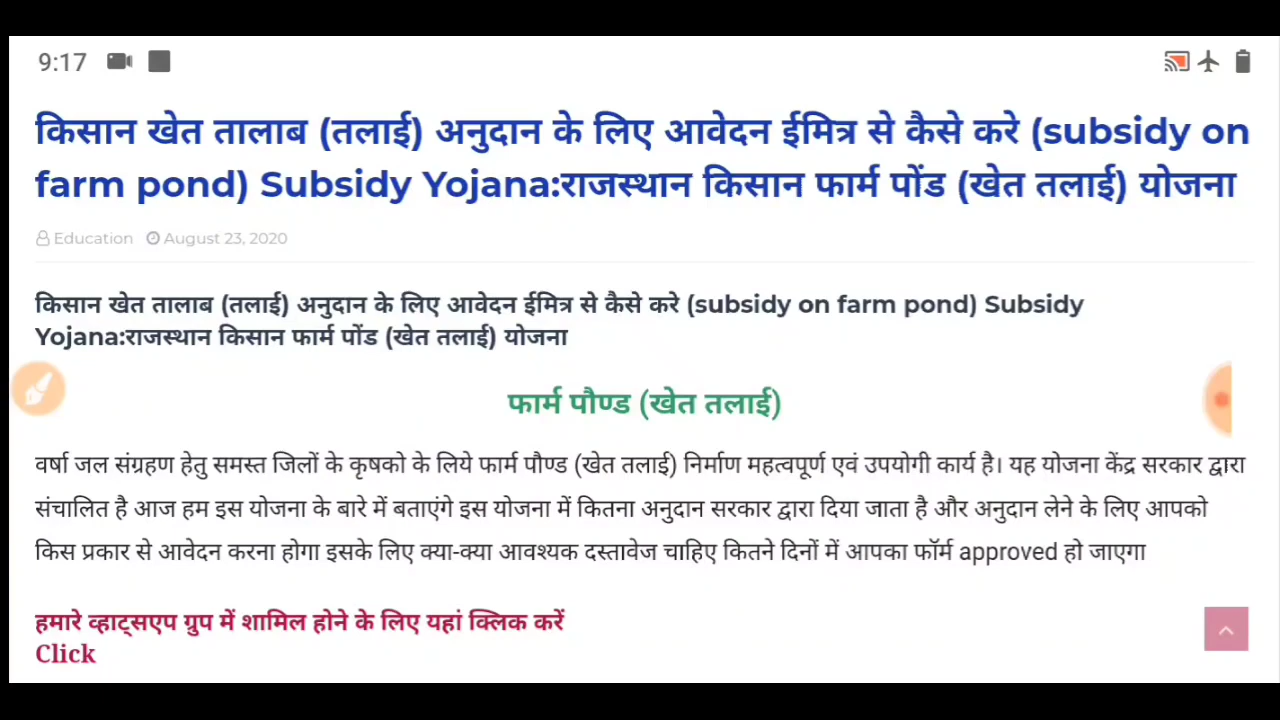 9:17
किसान खेत तालाब (तलाई) अनुदान के लिए आवेदन ईमित्र से कैसे करे (subsidy on
farm pond) Subsidy Yojana:राजस्थान किसान फार्म पोंड (खेत तलाई) योजना
Education August 23, 2020
किसान खेत तालाब (तलाई) अनुदान के लिए आवेदन ईमित्र से कैसे करे (subsidy on farm pond) Subsidy
Yojana:राजस्थान किसान फार्म पोंड (खेत तलाई) योजना
फार्म पौण्ड (खेत तलाई)
वर्षा जल संग्रहण हेतु समस्त जिलों के कृषको के लिये फार्म पौण्ड (खेत तलाई) निर्माण महत्वपूर्ण एवं उपयोगी कार्य है। यह योजना केंद्र सरकार द्वारा
संचालित है आज हम इस योजना के बारे में बताएंगे इस योजना में कितना अनुदान सरकार द्वारा दिया जाता है और अनुदान लेने के लिए आपको
किस प्रकार से आवेदन करना होगा इसके लिए क्या-क्या आवश्यक दस्तावेज चाहिए कितने दिनों में आपका फॉर्म approved हो जाएगा
हमारे व्हाट्सएप ग्रुप में शामिल होने के लिए यहां क्लिक करें
Click